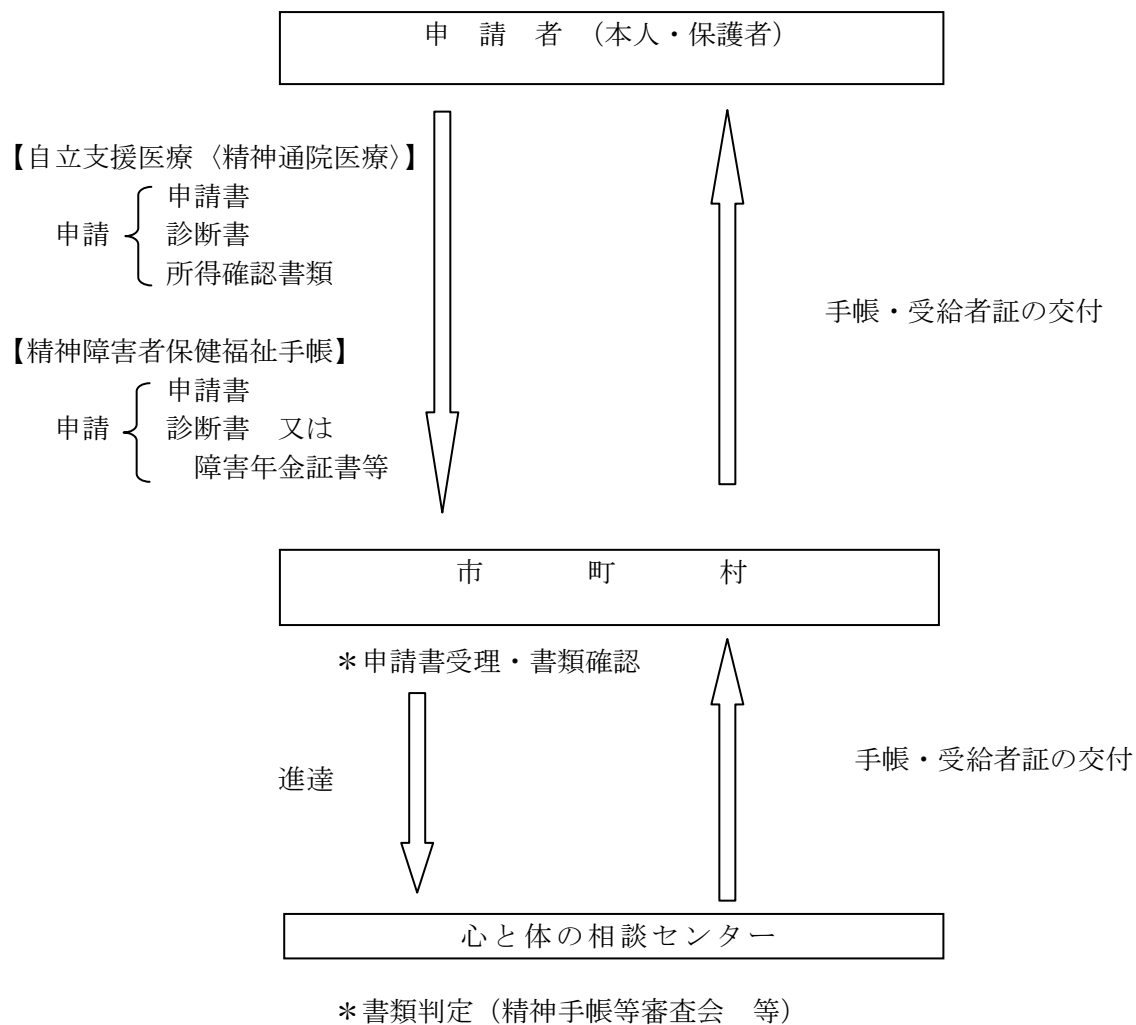 申　請　者　（本人・保護者）
【自立支援医療〈精神通院医療〉】
申請書
申請　診断書
所得確認書類
手帳・受給者証の交付
【精神障害者保健福祉手帳】
申請書
申請　診断書　又は
障害年金証書等
市　町　村
＊申請書受理・書類確認
手帳・受給者証の交付
進達
心と体の相談センター
＊書類判定（精神手帳等審査会　等）